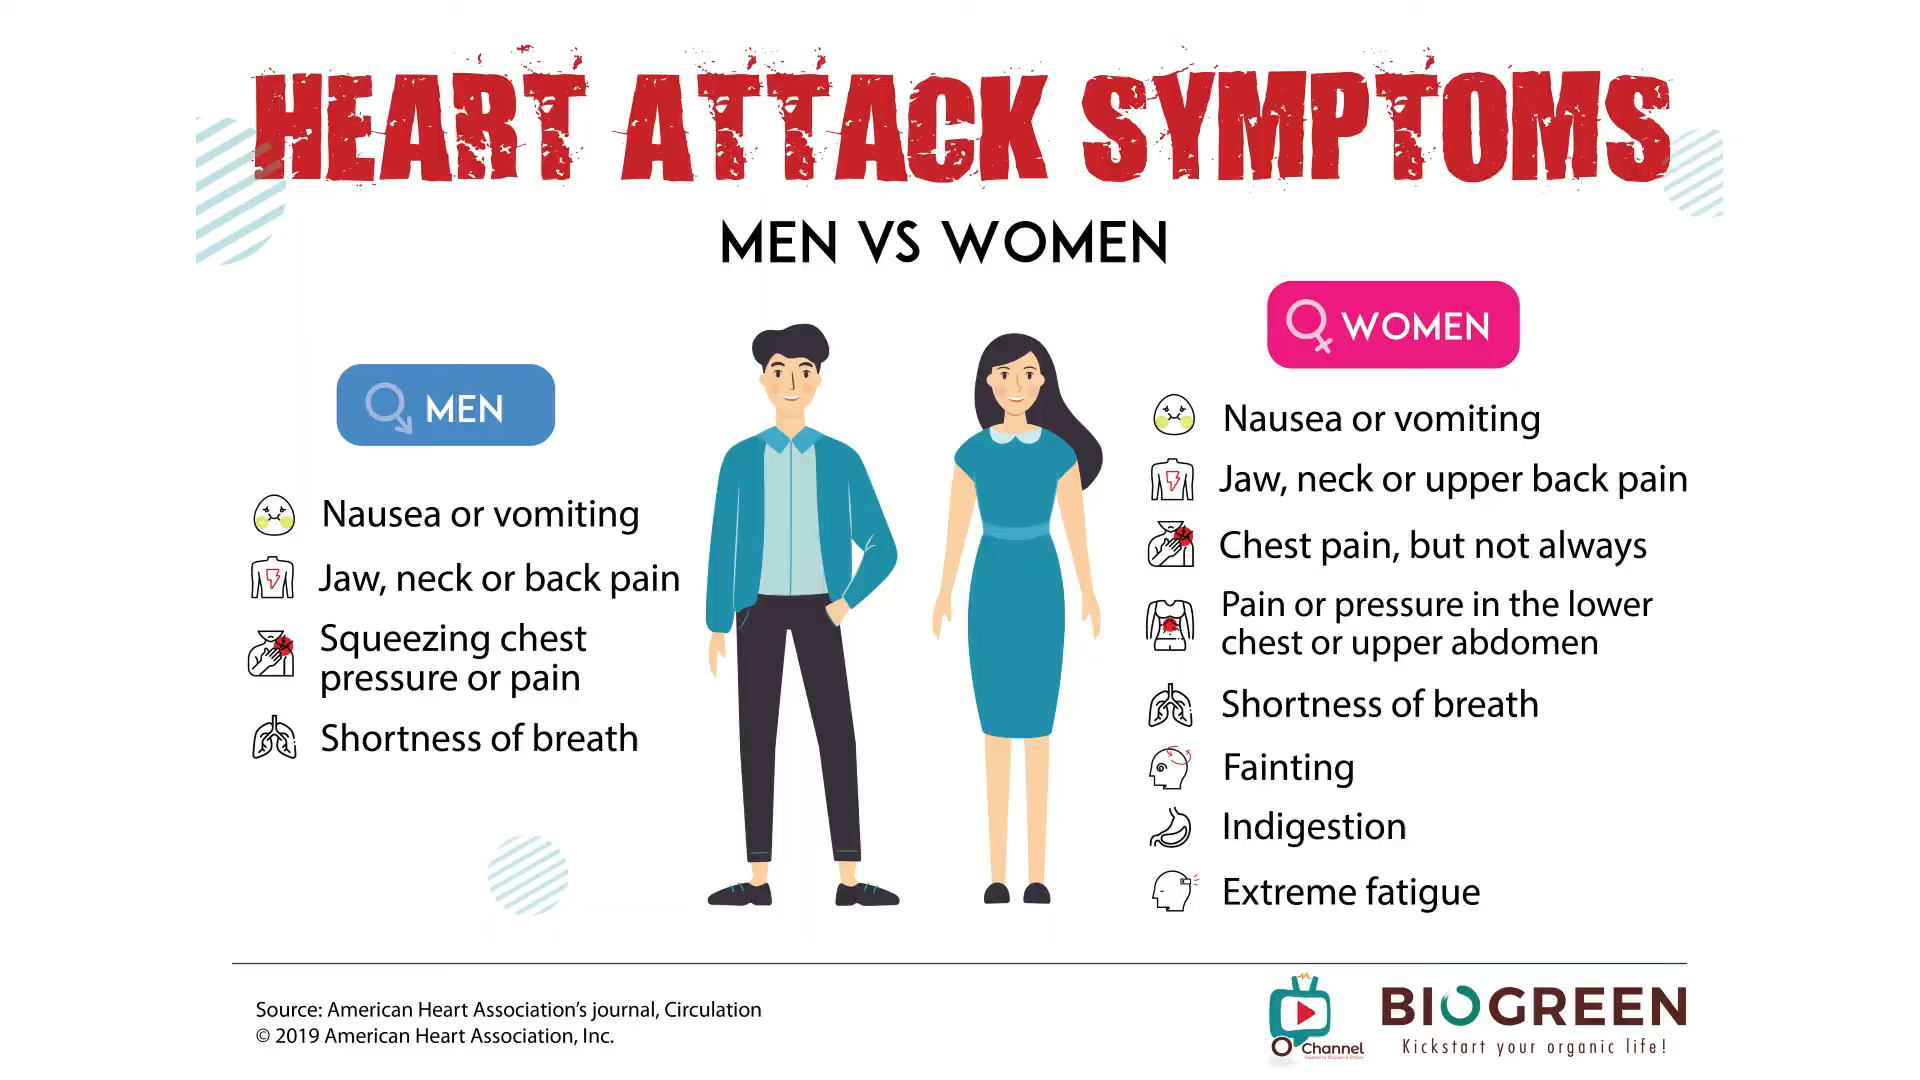 HEART ATTACK SYMPTOMS
MEN VS WOMEN
MEN
Nausea or vomiting
Jaw, neck or back pain
Squeezing chest
pressure or pain
Shortness of breath
WOMEN
Nausea or vomiting
Jaw, neck or upper back pain
Chest pain, but not always
Pain or pressure in the lower
chest or upper abdomen
Shortness of breath
Fainting
Indigestion
Extreme fatigue
Source: American Heart Association's journal, Circulation
© 2019 American Heart Association, Inc.
O Channel
BIOGREEN
Kickstart your organic life!